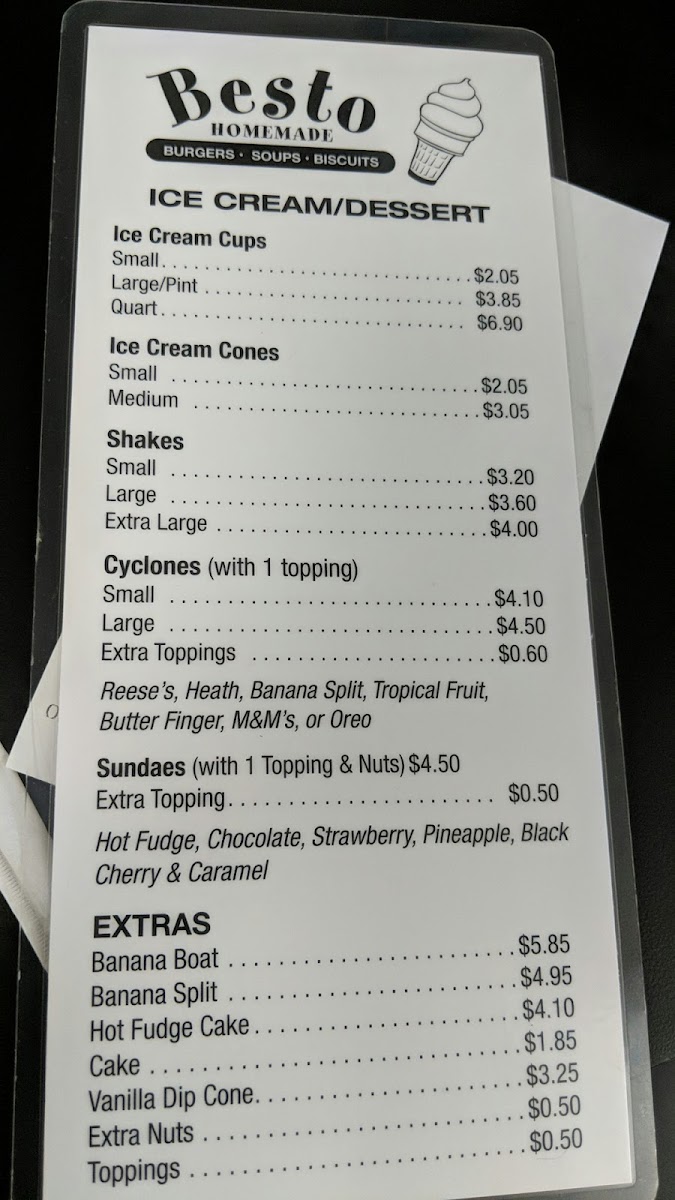 Besto
HOMEMADE
BURGERS · SOUPS · BISCUITS
ICE CREAM/DESSERT
Ice Cream Cups
Small. . . . . . . . . . . . . . . . . . . . . . . . . . . . . $2.05
Large/Pint . . . . . . . . . . . . . . . . . . . . . . . . $3.85
Quart. . . . . . . . . . . . . . . . . . . . . . . . . . . . $6.90
Ice Cream Cones
Small . . . . . . . . . . . . . . . . . . . . . . . . . . . . $2.05
Medium . . . . . . . . . . . . . . . . . . . . . . . . . . $3.05
Shakes
Small . . . . . . . . . . . . . . . . . . . . . . . . . . . . $3.20
Large . . . . . . . . . . . . . . . . . . . . . . . . . . . . $3.60
Extra Large . . . . . . . . . . . . . . . . . . . . . . . . $4.00
Cyclones (with 1 topping)
Small . . . . . . . . . . . . . . . . . . . . . . . . . . . . $4.10
Large . . . . . . . . . . . . . . . . . . . . . . . . . . . . $4.50
Extra Toppings . . . . . . . . . . . . . . . . . . . . . $0.60
Reese's, Heath, Banana Split, Tropical Fruit,
Butter Finger, M&M's, or Oreo
Sundaes (with 1 Topping & Nuts) $4.50
Extra Topping. . . . . . . . . . . . . . . . . . . . . . . $0.50
Hot Fudge, Chocolate, Strawberry, Pineapple, Black
Cherry & Caramel
EXTRAS
Banana Boat . . . . . . . . . . . . . . . . . . . . . . . $5.85
Banana Split . . . . . . . . . . . . . . . . . . . . . . . $4.95
Hot Fudge Cake. . . . . . . . . . . . . . . . . . . . . $4.10
Cake . . . . . . . . . . . . . . . . . . . . . . . . . . . . . $1.85
Vanilla Dip Cone. . . . . . . . . . . . . . . . . . . . . $3.25
Extra Nuts . . . . . . . . . . . . . . . . . . . . . . . . . $0.50
Toppings . . . . . . . . . . . . . . . . . . . . . . . . . . $0.50